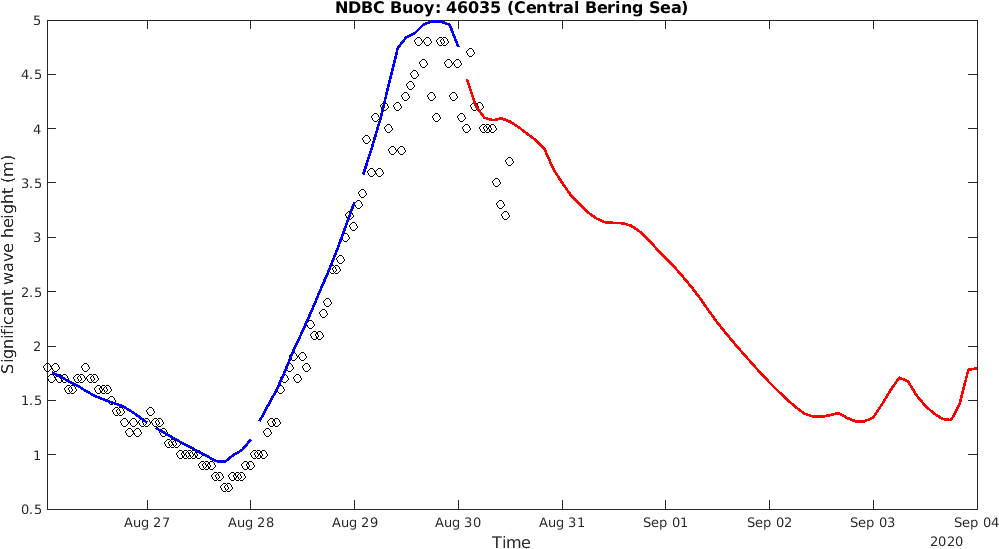 NDBC Buoy: 46035 (Central Bering Sea)
5
4.5
4
3.5
3
2.5
2
1.5
1
0.5
Significant wave height (m)
Aug 27 Aug 28 Aug 29 Aug 30 Aug 31 Sep 01 Sep 02 Sep 03 Sep 04
Time
2020